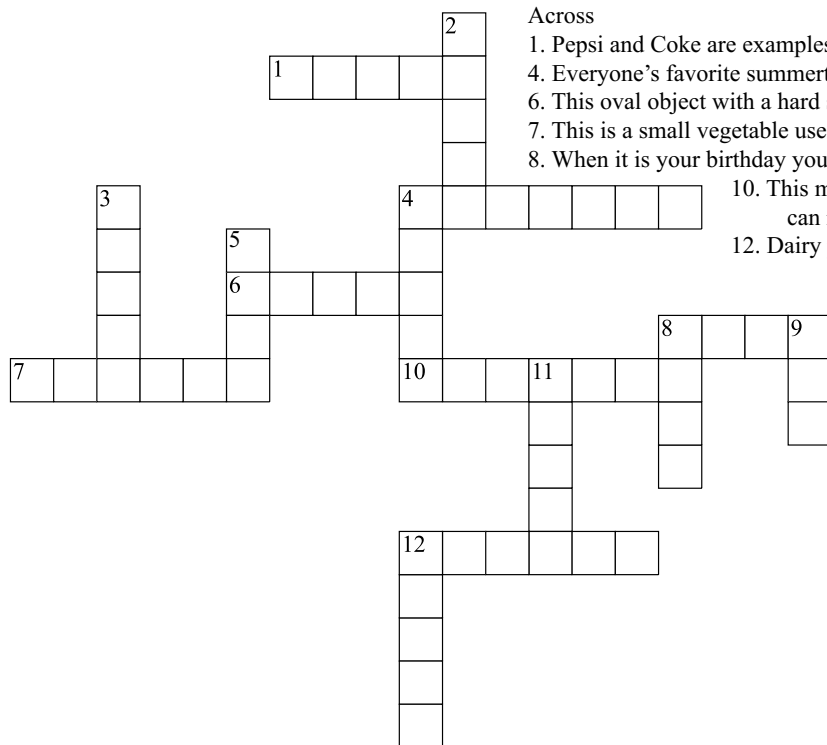 2
Across
1. Pepsi and Coke are examples
1
4. Everyone’s favorite summert
6. This oval object with a hard
7. This is a small vegetable use
8. When it is your birthday you
3
4
10. This m
can
5
12. Dairy
6
8 9
7
10 11
12